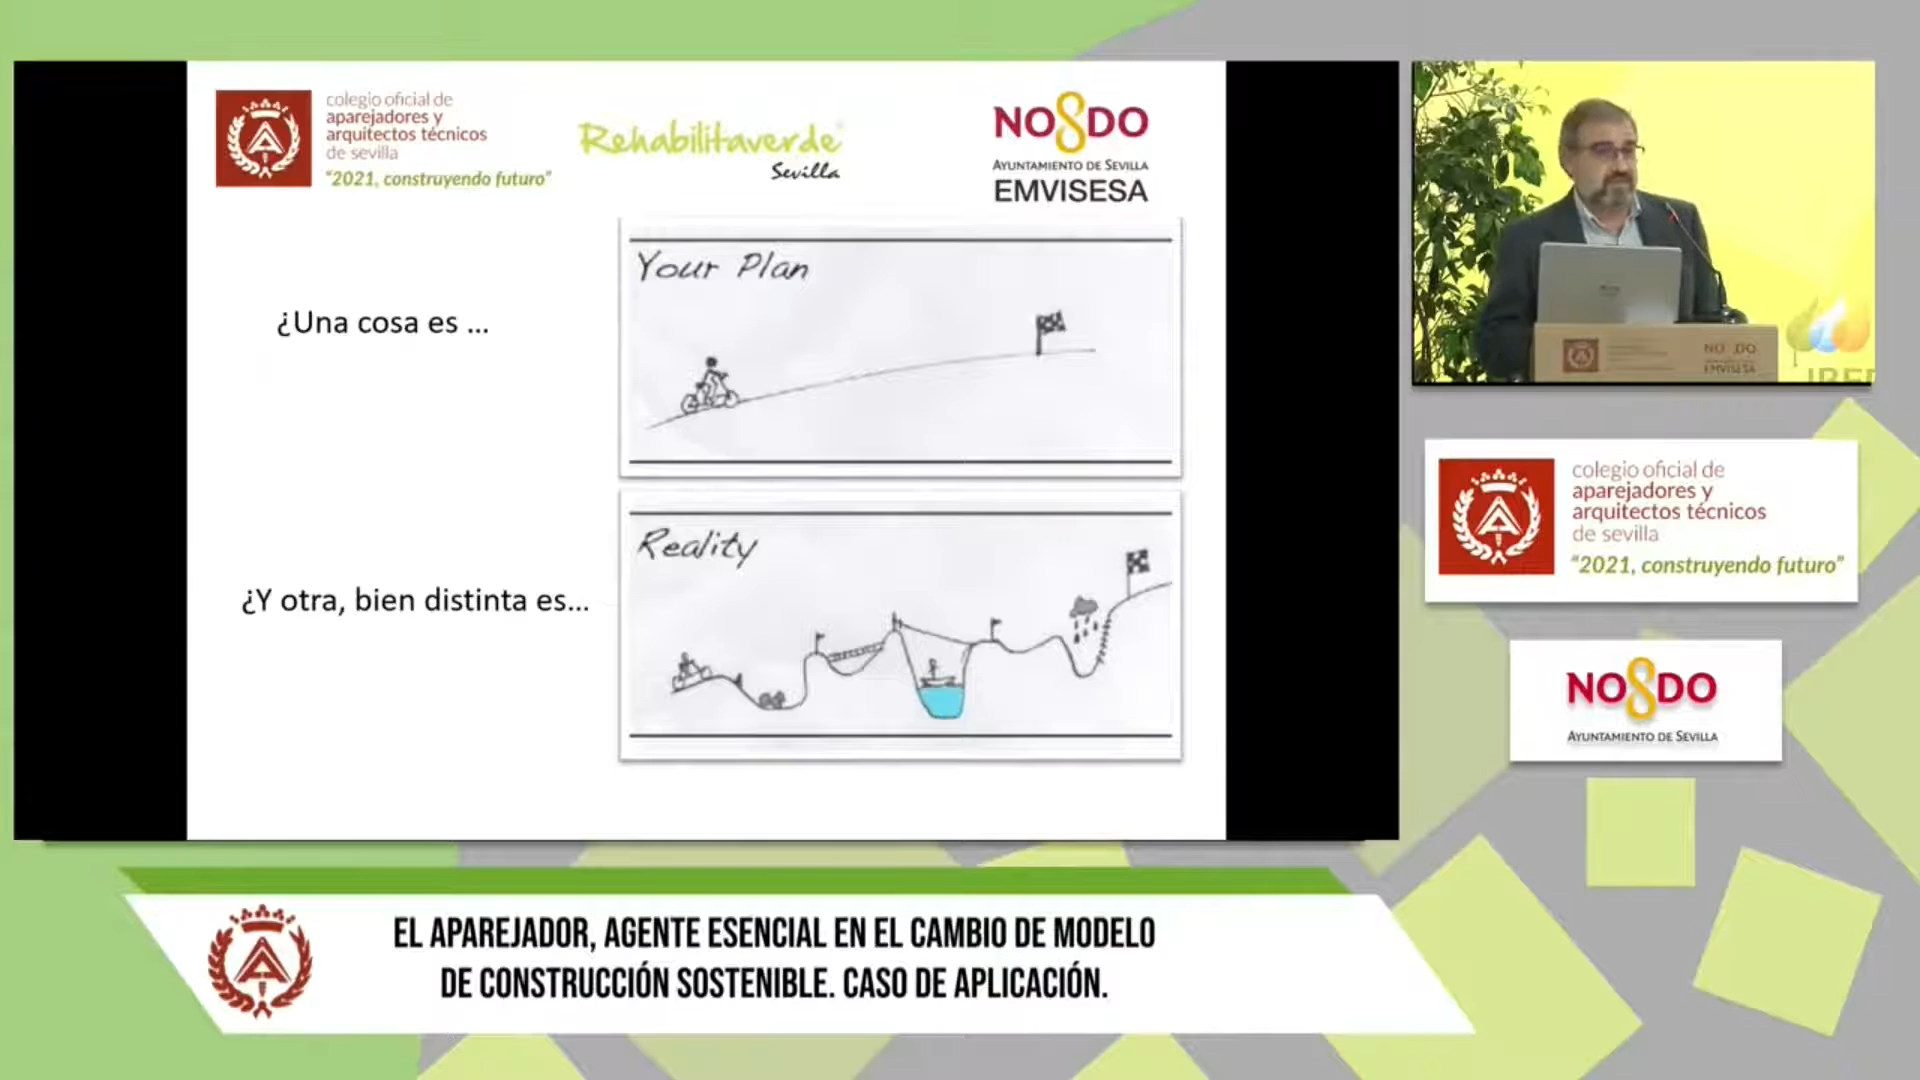 colegio oficial de
aparejadores y
arquitectos técnicos
de sevilla
"2021, construyendo futuro"
Rehabilitaverde
Sevilla
NO8DO
AYUNTAMIENTO DE SEVILLA
EMVISESA
¿Una cosa es ...
Your Plan
¿Y otra, bien distinta es...
Reality
NO8DO
EMVISESA
IBER
colegio oficial de
aparejadores y
arquitectos técnicos
de sevilla
"2021, construyendo futuro"
NO8DO
AYUNTAMIENTO DE SEVILLA
EL APAREJADOR, AGENTE ESENCIAL EN EL CAMBIO DE MODELO
DE CONSTRUCCIÓN SOSTENIBLE. CASO DE APLICACIÓN.